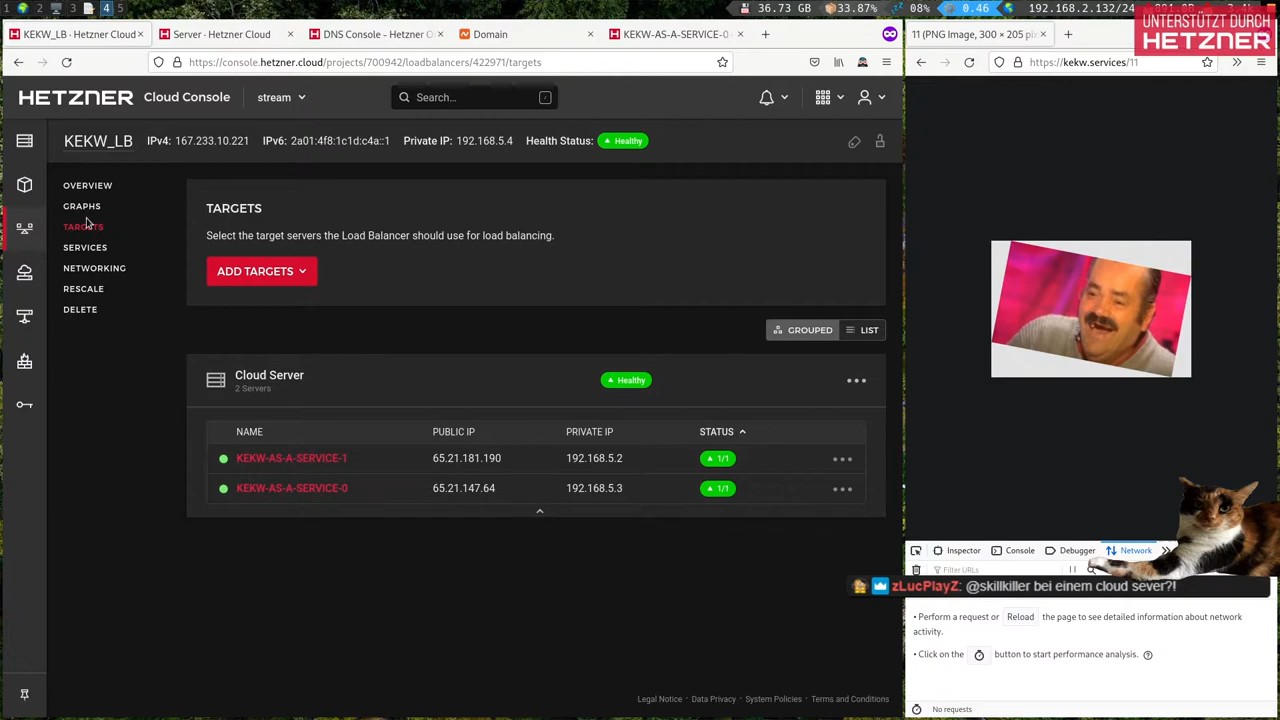 1 2 3 4 5
36.73 GB
33.87%
08%
0.46
192.168.2.132/24
UNTERSTÜTZT DURCH
HETZNER
KEKW_LB · Hetzner Cloud
Server · Hetzner Cloud
DNS Console - Hetzner O
Domain
KEKW-AS-A-SERVICE-0
11 (PNG Image, 300 × 205 pi
https://console.hetzner.cloud/projects/700942/loadbalancers/422971/targets
https://kekw.services/11
HETZNER
Cloud Console
stream
Search...
/
KEKW_LB
IPv4: 167.233.10.221
IPv6: 2a01:4f8:1c1d:c4a::1
Private IP: 192.168.5.4
Health Status:
Healthy
OVERVIEW
GRAPHS
TARGETS
SERVICES
NETWORKING
RESCALE
DELETE
TARGETS
Select the target servers the Load Balancer should use for load balancing.
ADD TARGETS
GROUPED
LIST
Cloud Server
2 Servers
Healthy
NAME PUBLIC IP PRIVATE IP STATUS
KEKW-AS-A-SERVICE-1 65.21.181.190 192.168.5.2 1/1
KEKW-AS-A-SERVICE-0 65.21.147.64 192.168.5.3 1/1
Inspector Console Debugger Network
Filter URLs
zLucPlayZ: @skillkiller bei einem cloud sever?!
• Perform a request or Reload the page to see detailed information about network
activity.
• Click on the button to start performance analysis.
No requests
Legal Notice · Data Privacy · System Policies · Terms and Conditions